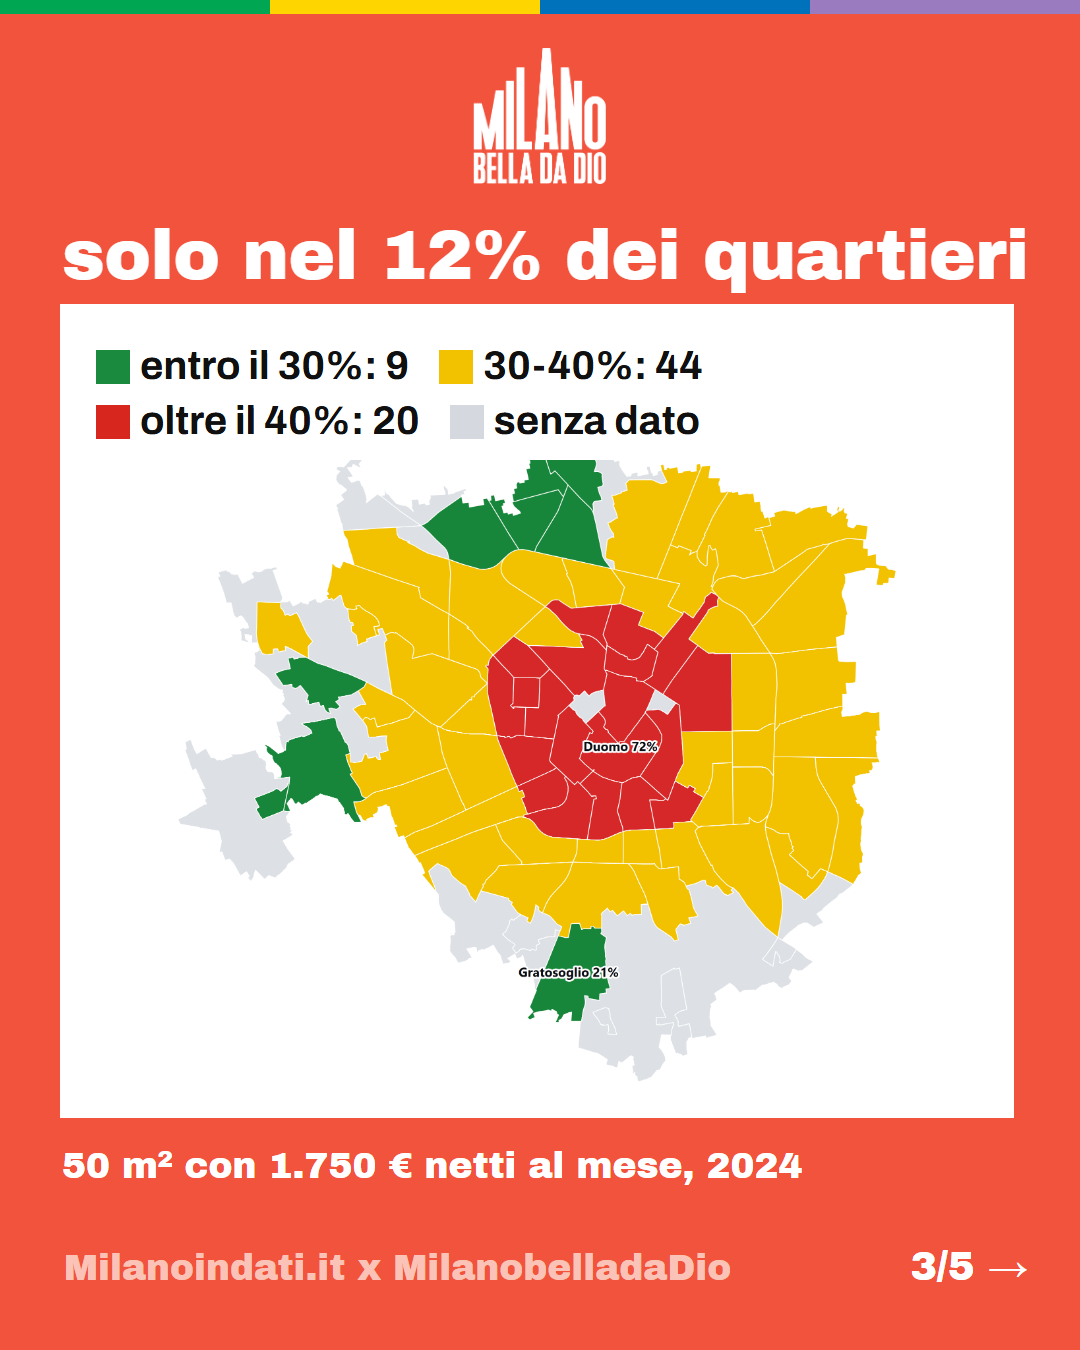 MILANO
BELLA DA DIO
solo nel 12% dei quartieri
entro il 30%: 9 30-40%: 44
oltre il 40%: 20 senza dato
Duomo 72%
Gratosoglio 21%
50 m² con 1.750 € netti al mese, 2024
Milanoindati.it x MilanobelladaDio 3/5 →